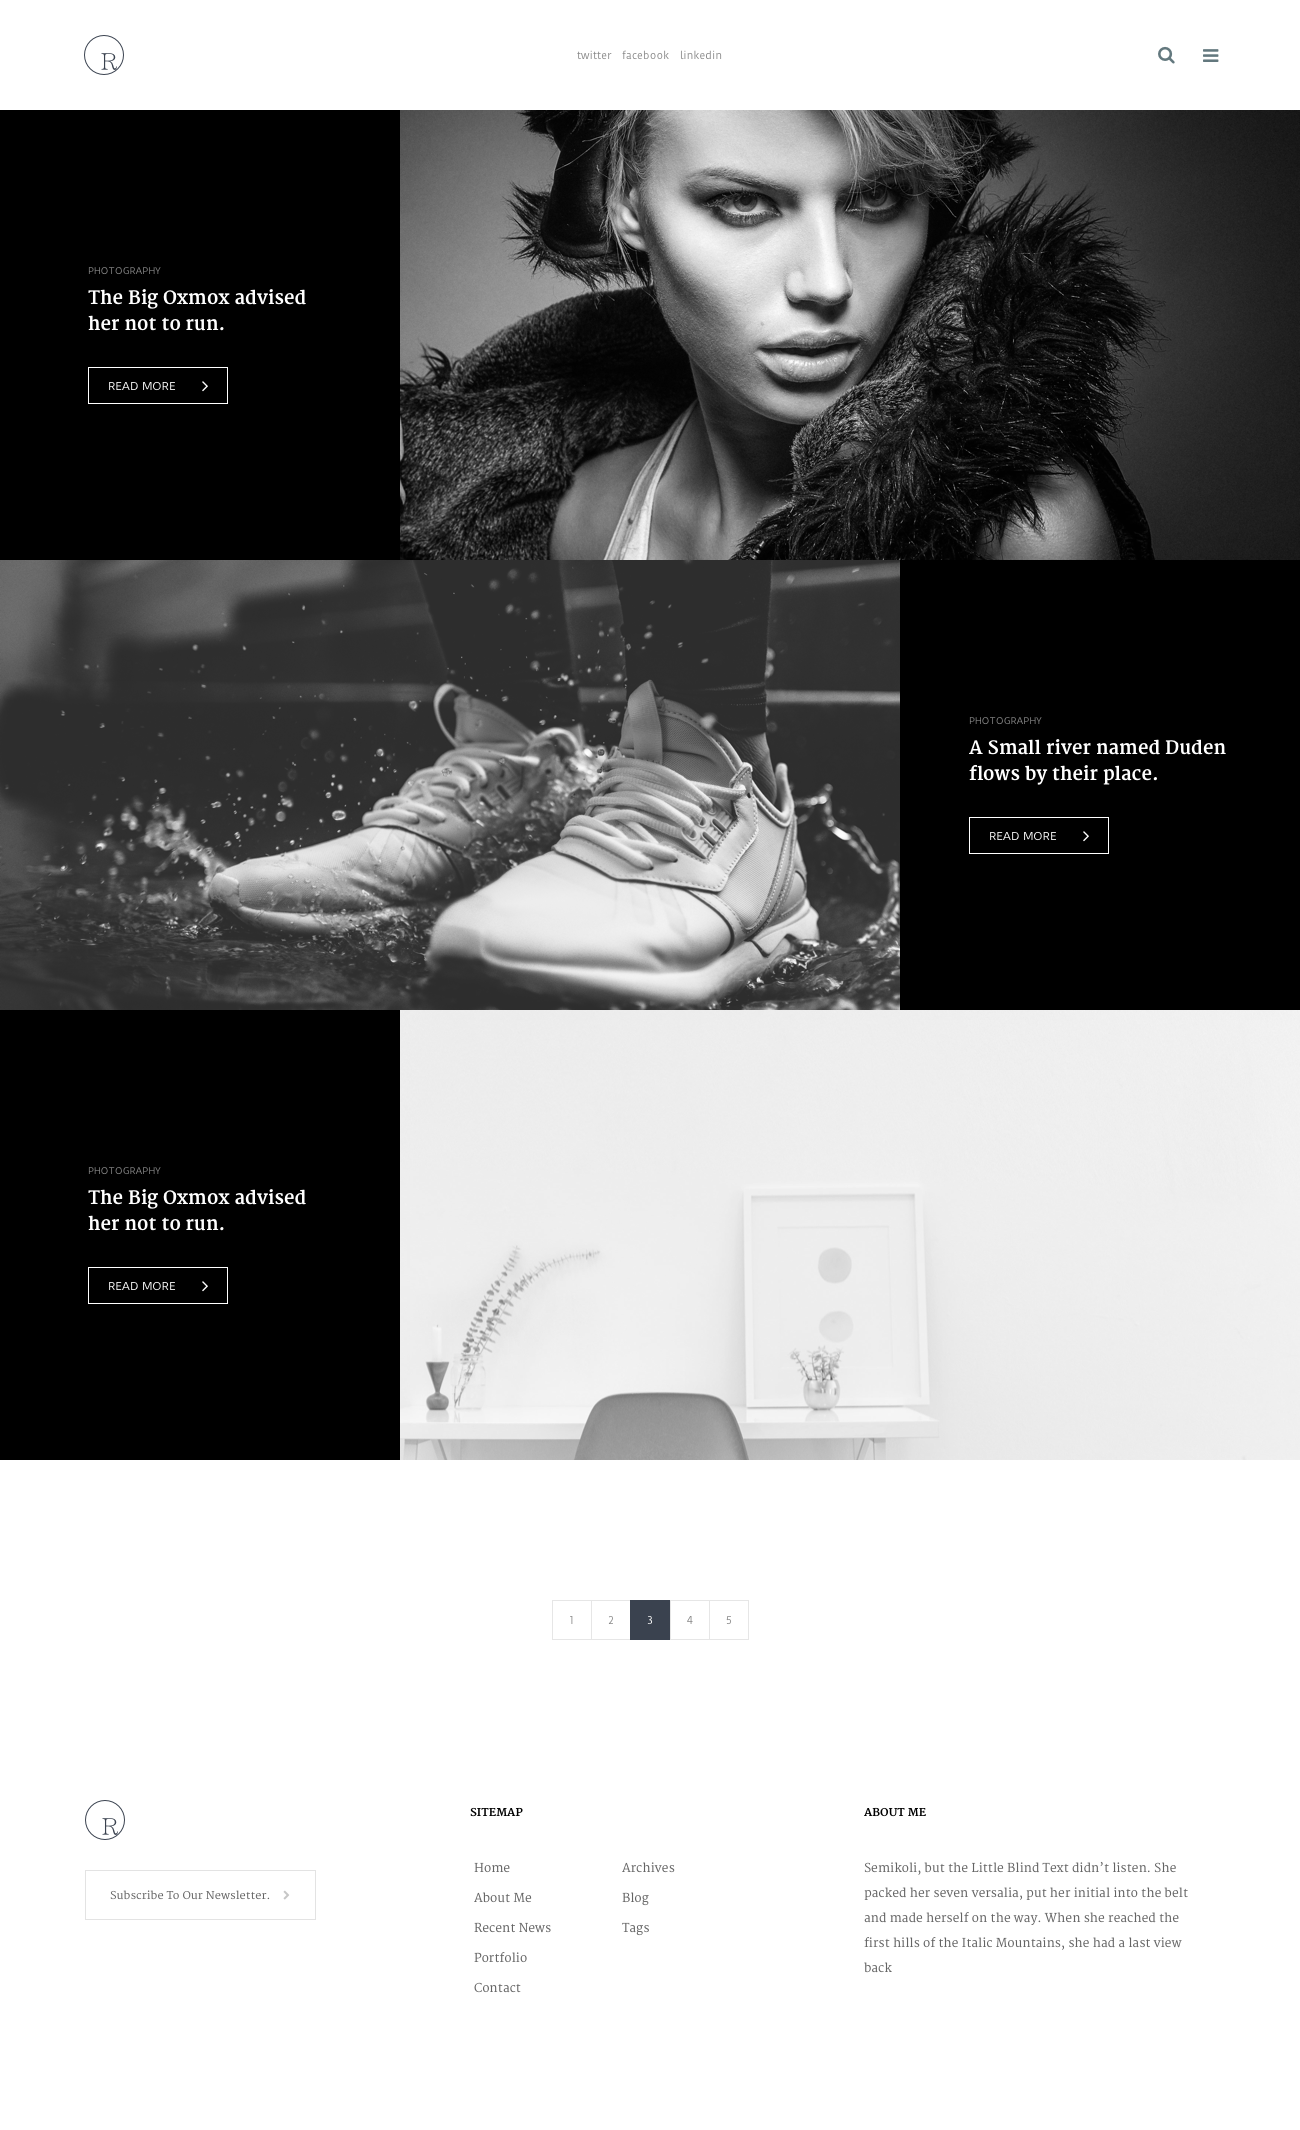 R
twitter facebook linkedin
PHOTOGRAPHY
The Big Oxmox advised
her not to run.
READ MORE
PHOTOGRAPHY
A Small river named Duden
flows by their place.
READ MORE
PHOTOGRAPHY
The Big Oxmox advised
her not to run.
READ MORE
1 2 3 4 5
R
Subscribe To Our Newsletter.
SITEMAP
Home
About Me
Recent News
Portfolio
Contact
Archives
Blog
Tags
ABOUT ME
Semikoli, but the Little Blind Text didn’t listen. She
packed her seven versalia, put her initial into the belt
and made herself on the way. When she reached the
first hills of the Italic Mountains, she had a last view
back